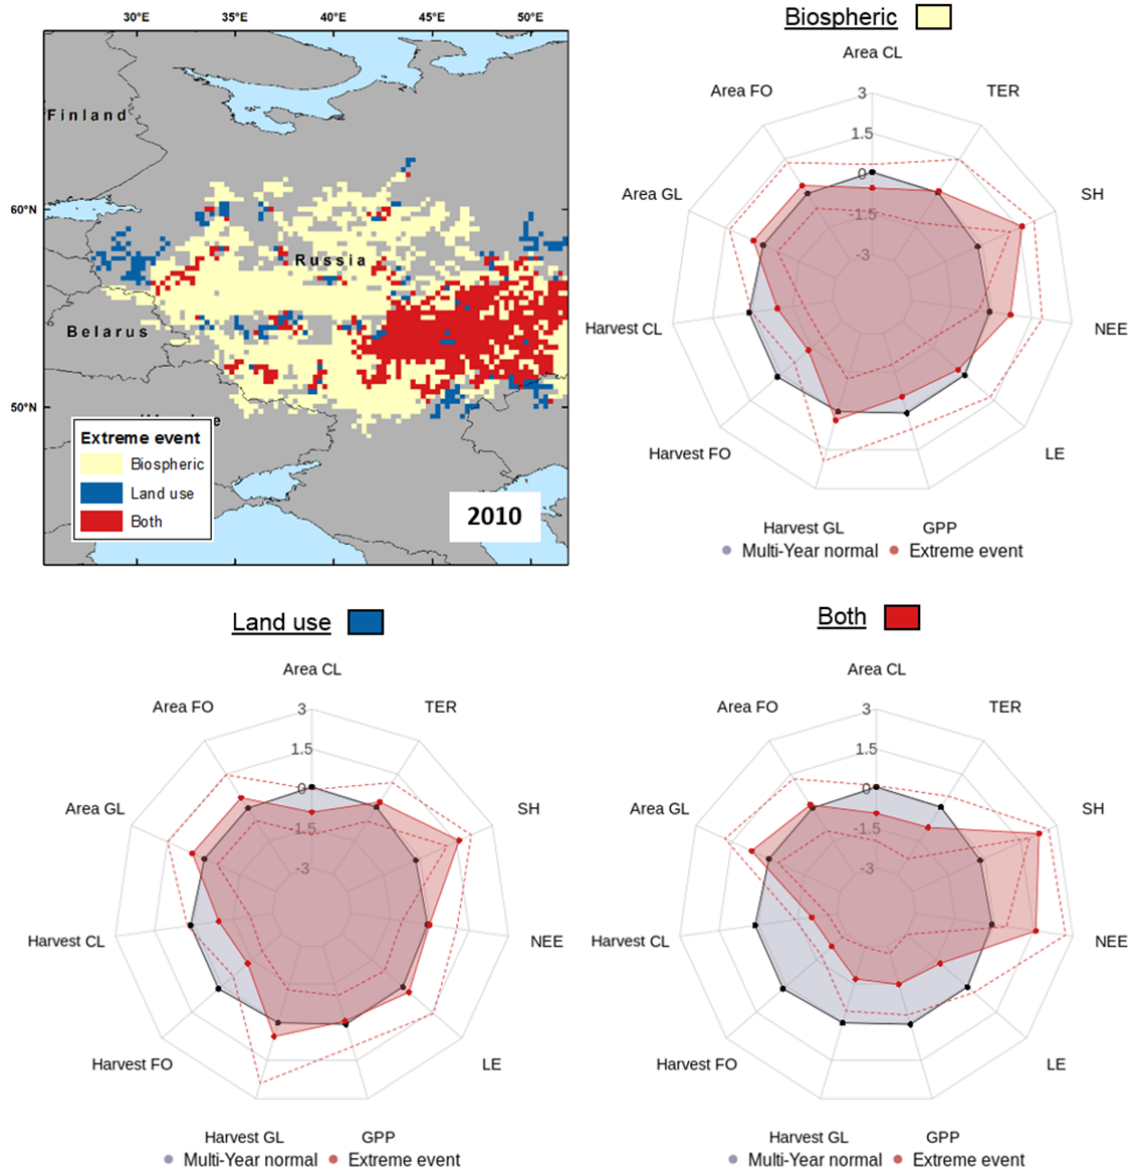 30°E 35°E 40°E 45°E 50°E
60°N
50°N
Finland
Russia
Belarus
Extreme event
Biospheric
Land use
Both
2010
Biospheric
Area CL
Area FO
TER
Area GL
SH
Harvest CL
NEE
Harvest FO
LE
Harvest GL
GPP
3
1.5
0
-1.5
-3
Multi-Year normal
Extreme event
Land use
Area CL
Area FO
TER
Area GL
SH
Harvest CL
NEE
Harvest FO
LE
Harvest GL
GPP
3
1.5
0
-1.5
-3
Multi-Year normal
Extreme event
Both
Area CL
Area FO
TER
Area GL
SH
Harvest CL
NEE
Harvest FO
LE
Harvest GL
GPP
3
1.5
0
-1.5
-3
Multi-Year normal
Extreme event